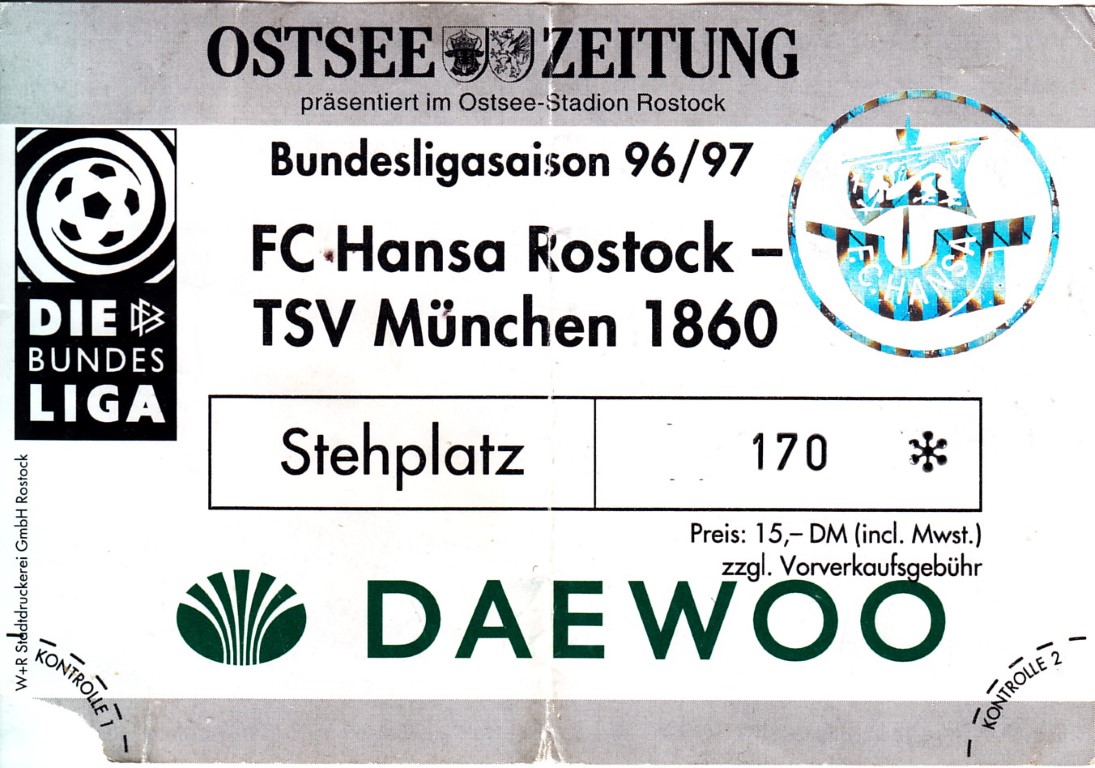 OSTSEE ZEITUNG
präsentiert im Ostsee-Stadion Rostock
Bundesligasaison 96/97
FC Hansa Rostock –
TSV München 1860
F.C. HANSA
DIE DFB
BUNDES
LIGA
Stehplatz 170 *
Preis: 15,– DM (incl. Mwst.)
zzgl. Vorverkaufsgebühr
DAEWOO
W+R Stadtdruckerei GmbH Rostock
KONTROLLE 1
KONTROLLE 2